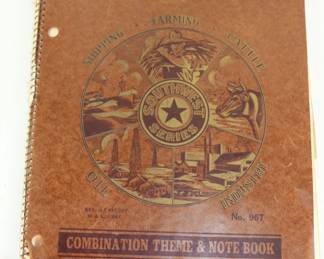 SHIPPING · FARMING · CATTLE
SOUTHWEST
SERIES
OIL
INDUSTRY
No. 967
COMBINATION THEME & NOTE BOOK